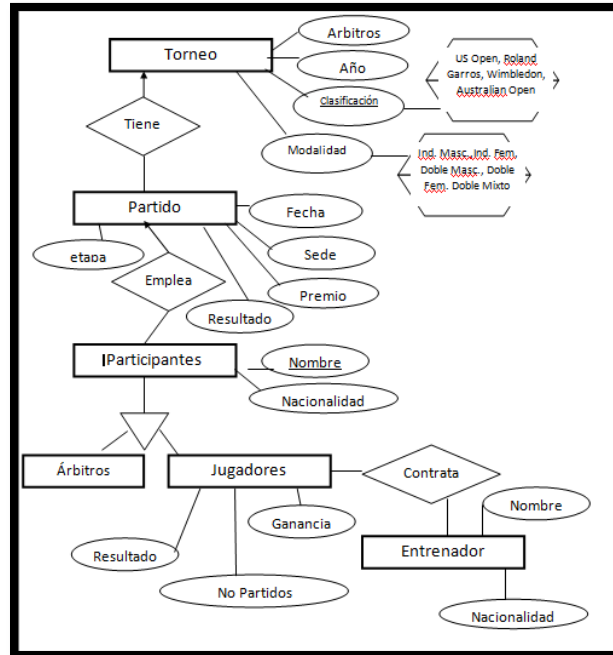 Torneo
Arbitros
Año
Clasificación
US Open, Roland
Garros, Wimbledon,
Australian Open
Tiene
Modalidad
Ind. Masc.,Ind. Fem,
Doble Masc., Doble
Fem. Doble Mixto
Partido
Fecha
etapa
Sede
Emplea
Premio
Resultado
IParticipantes
Nombre
Nacionalidad
Árbitros
Jugadores
Contrata
Ganancia
Nombre
Resultado
Entrenador
No Partidos
Nacionalidad